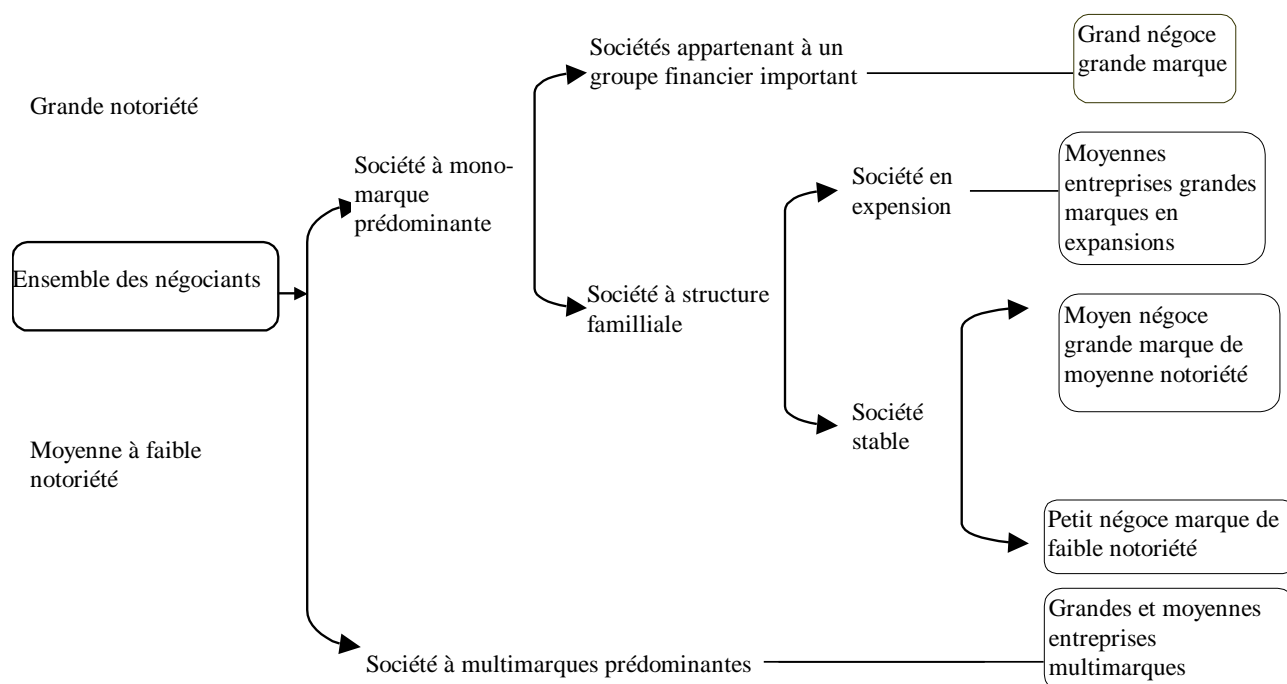 Sociétés appartenant à un
groupe financier important
Grand négoce
grande marque
Grande notoriété
Société à mono-
marque
prédominante
Société en
expension
Moyennes
entreprises grandes
marques en
expansions
Ensemble des négociants
Société à structure
familliale
Moyen négoce
grande marque de
moyenne notoriété
Société
stable
Moyenne à faible
notoriété
Petit négoce marque de
faible notoriété
Société à multimarques prédominantes
Grandes et moyennes
entreprises
multimarques